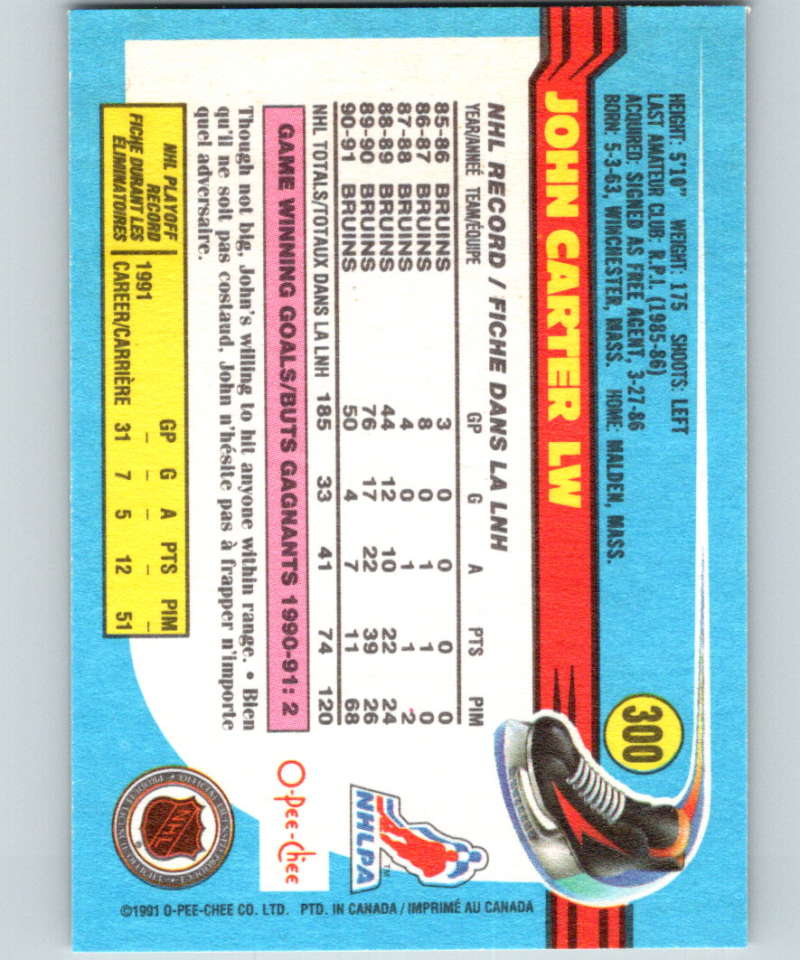 HEIGHT: 5'10" WEIGHT: 175 SHOOTS: LEFT
LAST AMATEUR CLUB: R.P.I. (1985-86)
ACQUIRED: SIGNED AS FREE AGENT, 3-27-86
BORN: 5-3-63, WINCHESTER, MASS. HOME: MALDEN, MASS.
300
JOHN CARTER LW
NHL RECORD / FICHE DANS LA LNH
YEAR/ANNÉE TEAM/ÉQUIPE GP G A PTS PIM
85-86 BRUINS 3 0 0 0 0
86-87 BRUINS 8 0 1 1 0
87-88 BRUINS 4 0 1 1 2
88-89 BRUINS 44 12 10 22 24
89-90 BRUINS 76 17 22 39 26
90-91 BRUINS 50 4 7 11 68
NHL TOTALS/TOTAUX DANS LA LNH 185 33 41 74 120
GAME WINNING GOALS/BUTS GAGNANTS 1990-91: 2
Though not big, John's willing to hit anyone within range. • Bien
qu'il ne soit pas costaud, John n'hésite pas à frapper n'importe
quel adversaire.
NHL PLAYOFF
RECORD
FICHE DURANT LES
ÉLIMINATOIRES
GP G A PTS PIM
1991 – – – – –
CAREER/CARRIÈRE 31 7 5 12 51
NHLPA
TM
O-Pee-Chee
NHL
©1991 O-PEE-CHEE CO. LTD. PTD. IN CANADA / IMPRIMÉ AU CANADA